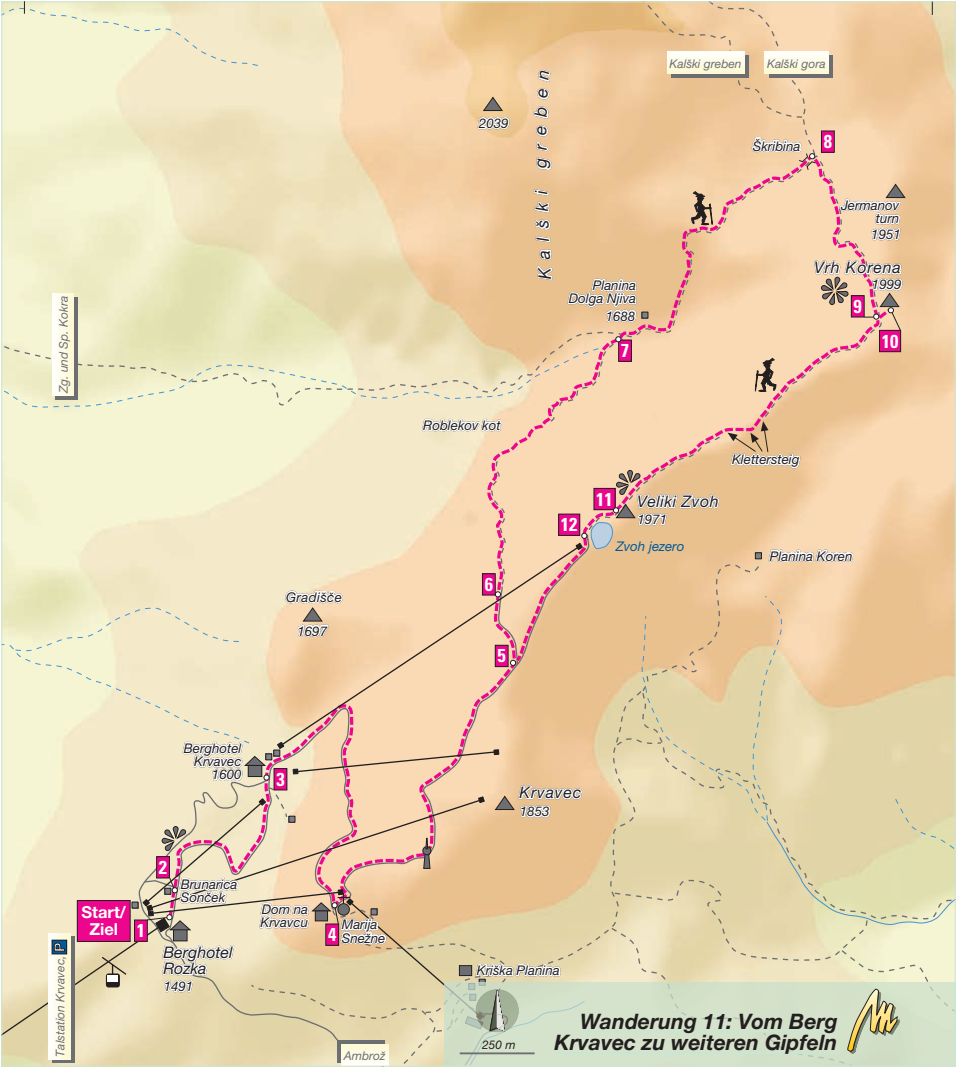 Kalški greben
Kalški gora
2039
Kalški greben
Škribina
8
Jermanov
turn
1951
Vrh Korena
1999
9
10
Planina
Dolga Njiva
1688
7
Zg. und Sp. Kokra
Roblekov kot
Klettersteig
11
Veliki Zvoh
1971
12
Zvoh jezero
Planina Koren
6
Gradišče
1697
5
Berghotel
Krvavec
1600
3
Krvavec
1853
2
Brunarica
Sonček
Start/
Ziel
1
Dom na
Krvavcu
4
Marija
Snežne
Berghotel
Rozka
1491
Talstation Krvavec, P
Kriška Planina
Ambrož
250 m
Wanderung 11: Vom Berg
Krvavec zu weiteren Gipfeln